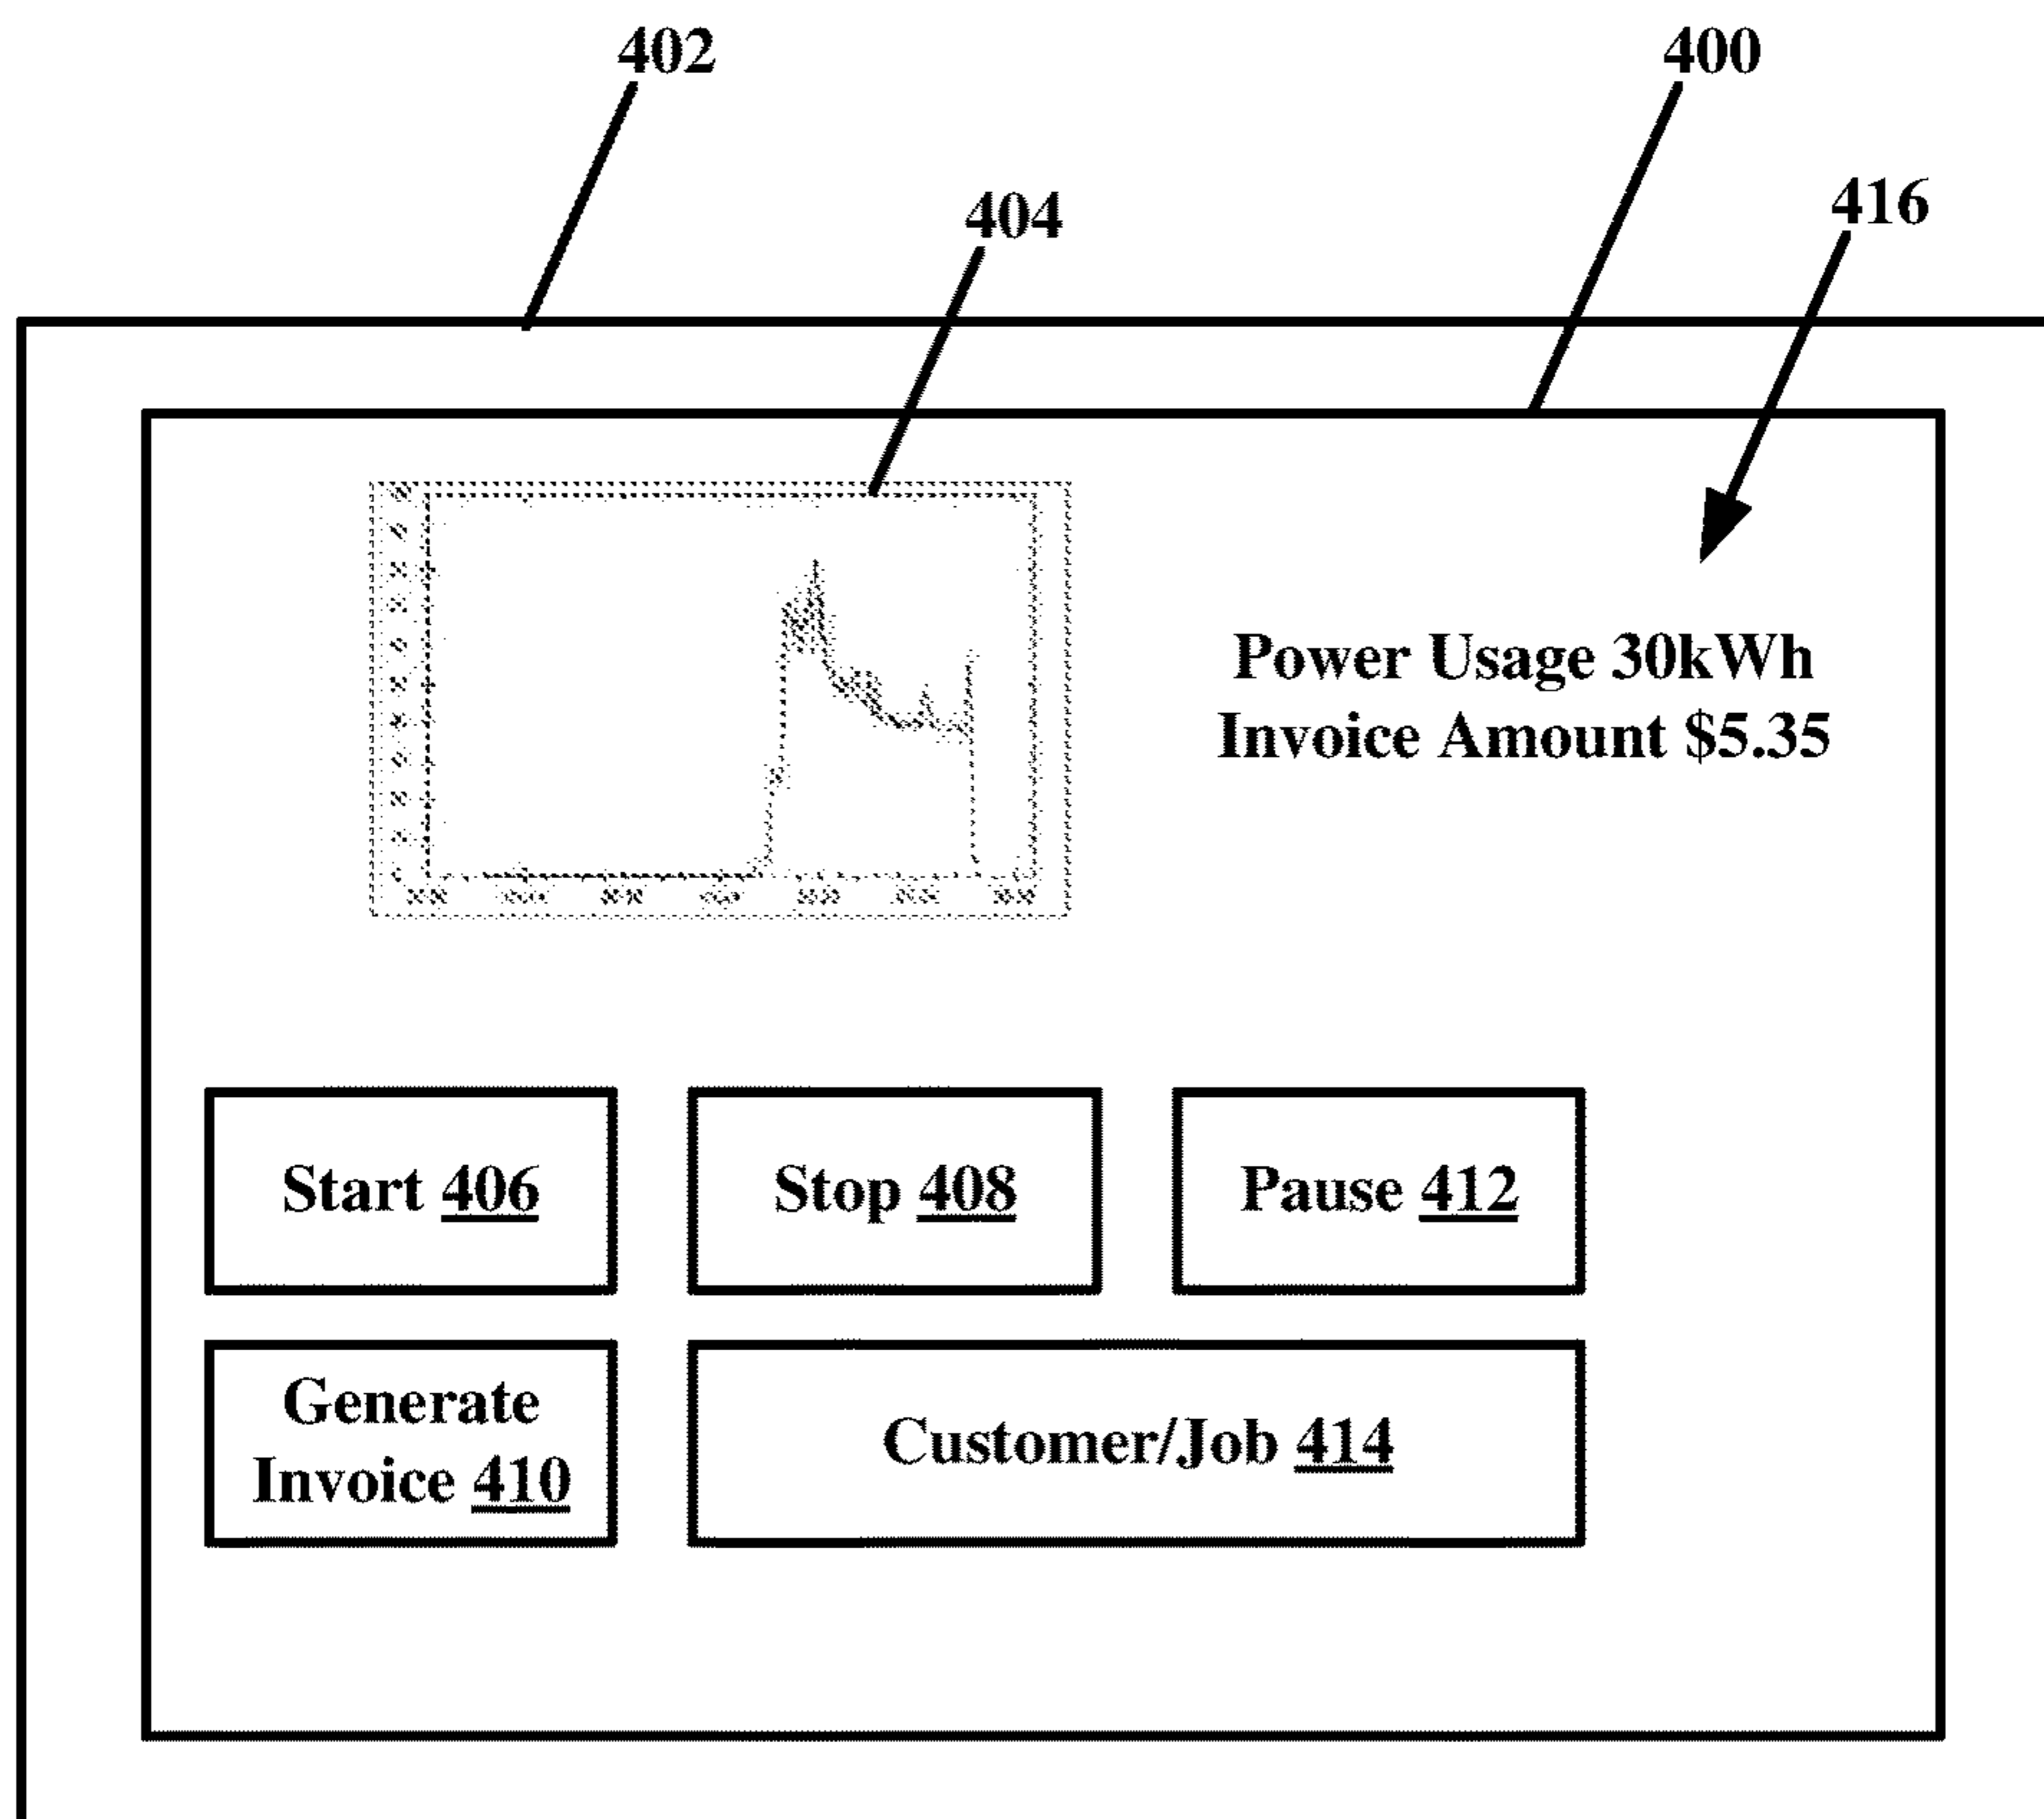 402
400
404
416
Power Usage 30kWh
Invoice Amount $5.35
Start 406
Stop 408
Pause 412
Generate
Invoice 410
Customer/Job 414